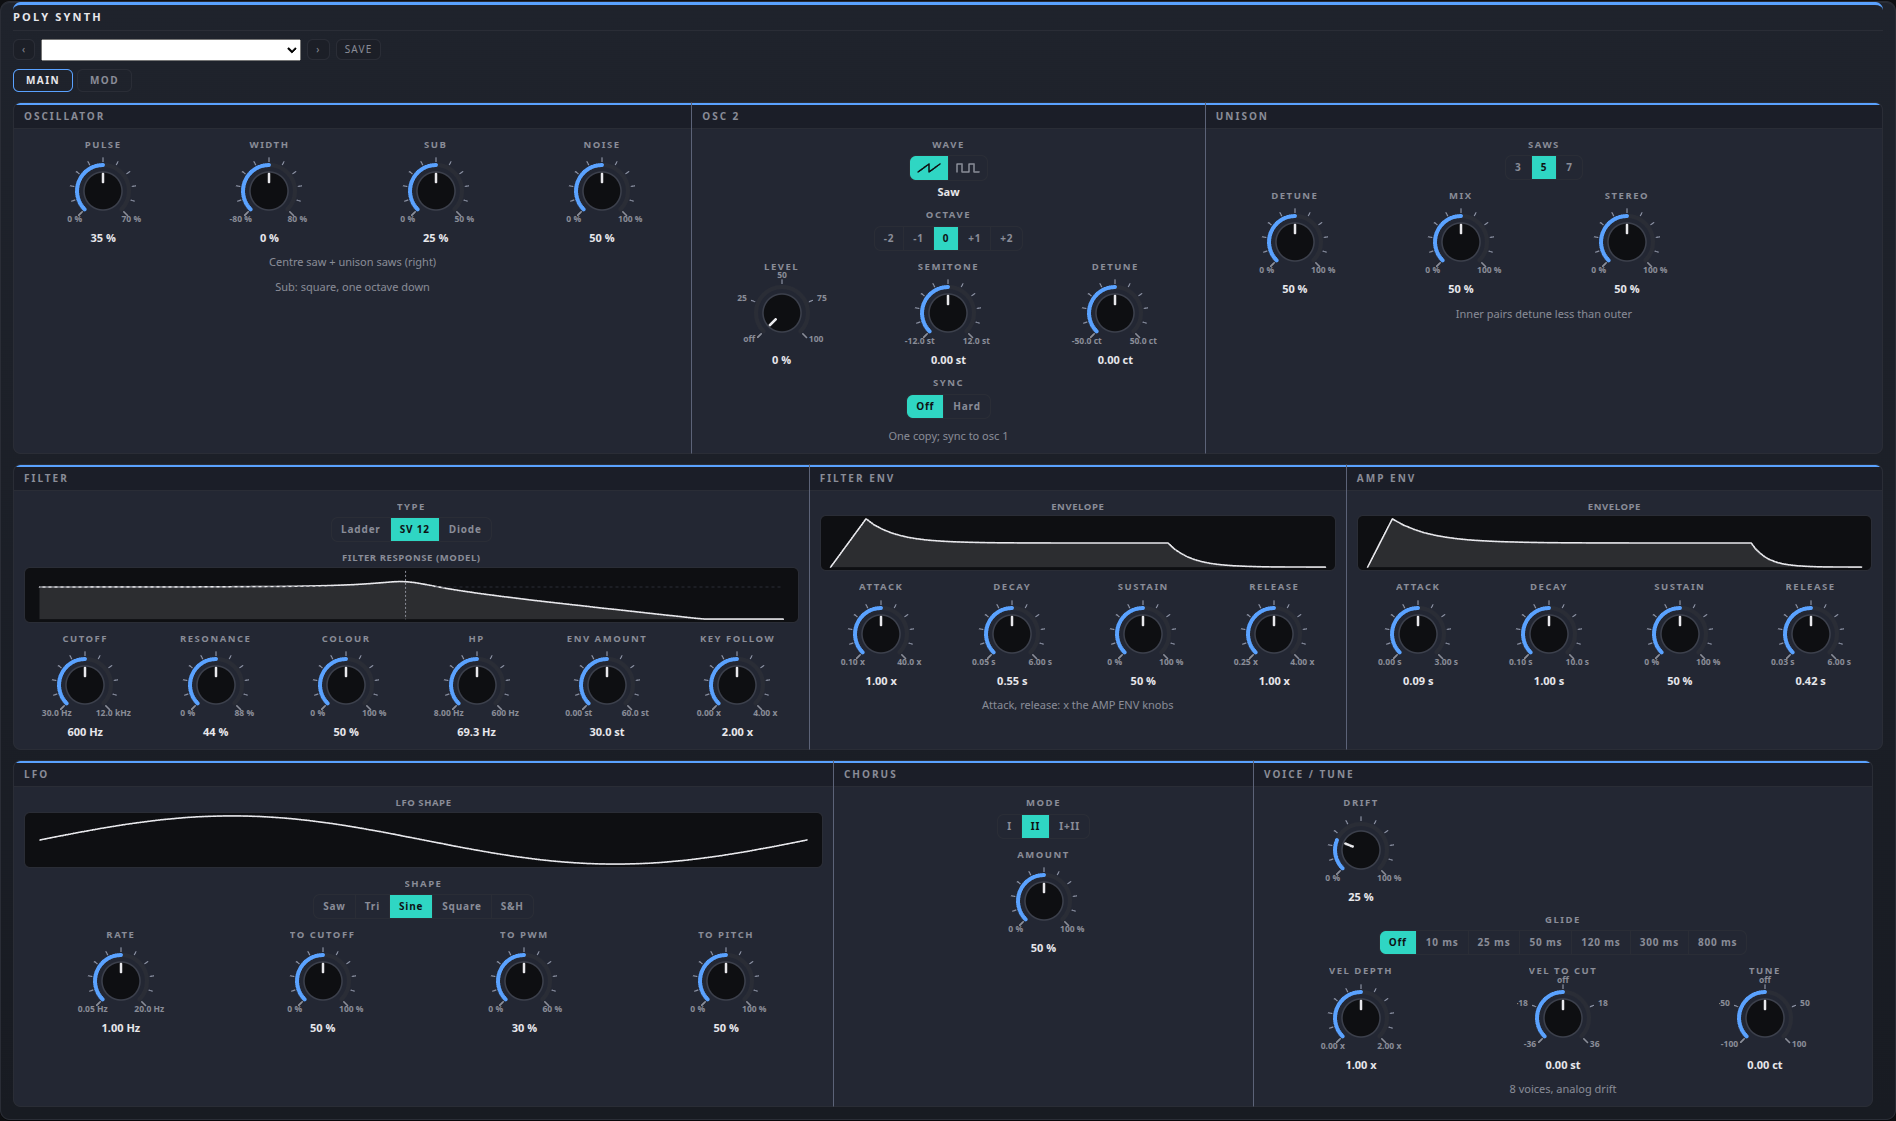 POLY SYNTH
‹ › SAVE
MAIN MOD
OSCILLATOR
PULSE WIDTH SUB NOISE
0 % 70 % -80 % 80 % 0 % 50 % 0 % 100 %
35 % 0 % 25 % 50 %
Centre saw + unison saws (right)
Sub: square, one octave down
OSC 2
WAVE
Saw
OCTAVE
-2 -1 0 +1 +2
LEVEL SEMITONE DETUNE
50
25 75
off 100 -12.0 st 12.0 st -50.0 ct 50.0 ct
0 % 0.00 st 0.00 ct
SYNC
Off Hard
One copy; sync to osc 1
UNISON
SAWS
3 5 7
DETUNE MIX STEREO
0 % 100 % 0 % 100 % 0 % 100 %
50 % 50 % 50 %
Inner pairs detune less than outer
FILTER
TYPE
Ladder SV 12 Diode
FILTER RESPONSE (MODEL)
CUTOFF RESONANCE COLOUR HP ENV AMOUNT KEY FOLLOW
30.0 Hz 12.0 kHz 0 % 88 % 0 % 100 % 8.00 Hz 600 Hz 0.00 st 60.0 st 0.00 x 4.00 x
600 Hz 44 % 50 % 69.3 Hz 30.0 st 2.00 x
FILTER ENV
ENVELOPE
ATTACK DECAY SUSTAIN RELEASE
0.10 x 40.0 x 0.05 s 6.00 s 0 % 100 % 0.25 x 4.00 x
1.00 x 0.55 s 50 % 1.00 x
Attack, release: x the AMP ENV knobs
AMP ENV
ENVELOPE
ATTACK DECAY SUSTAIN RELEASE
0.00 s 3.00 s 0.10 s 10.0 s 0 % 100 % 0.03 s 6.00 s
0.09 s 1.00 s 50 % 0.42 s
LFO
LFO SHAPE
SHAPE
Saw Tri Sine Square S&H
RATE TO CUTOFF TO PWM TO PITCH
0.05 Hz 20.0 Hz 0 % 100 % 0 % 60 % 0 % 100 %
1.00 Hz 50 % 30 % 50 %
CHORUS
MODE
I II I+II
AMOUNT
0 % 100 %
50 %
VOICE / TUNE
DRIFT
0 % 100 %
25 %
GLIDE
Off 10 ms 25 ms 50 ms 120 ms 300 ms 800 ms
VEL DEPTH VEL TO CUT TUNE
off off
-18 18 -50 50
0.00 x 2.00 x -36 36 -100 100
1.00 x 0.00 st 0.00 ct
8 voices, analog drift